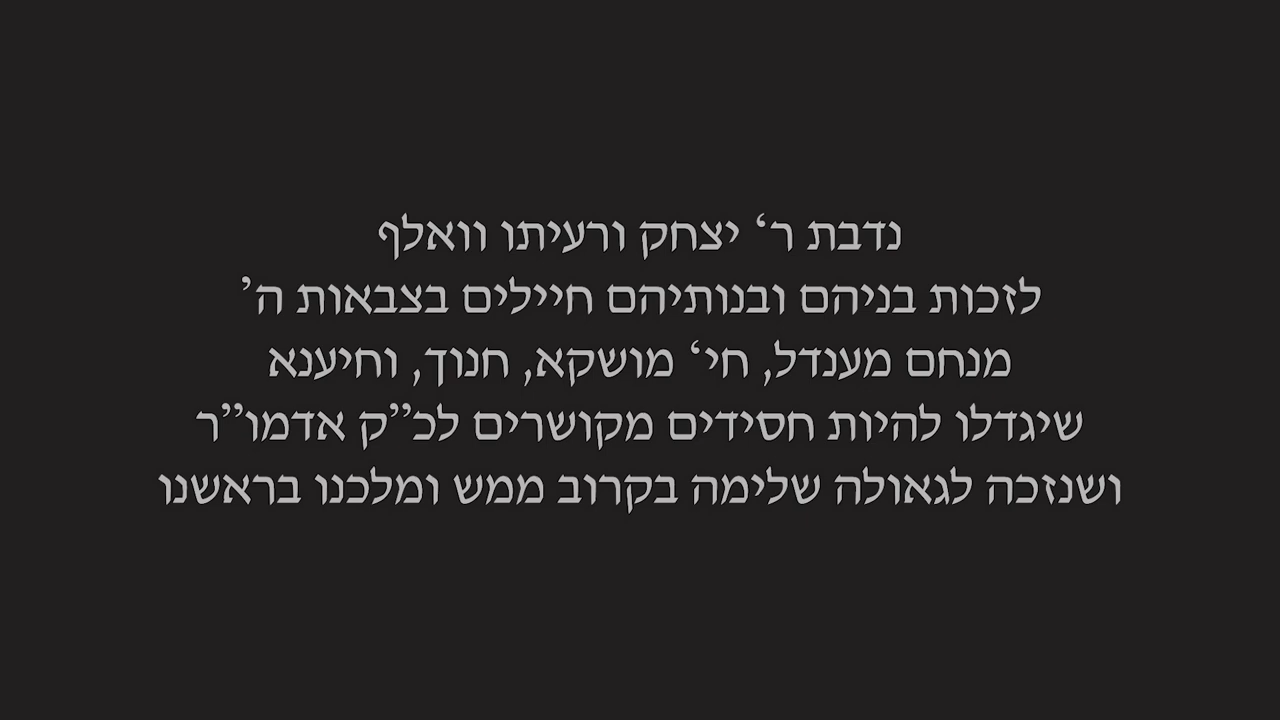 נדבת ר‘ יצחק ורעיתו וואלף
לזכות בניהם ובנותיהם חיילים בצבאות ה’
מנחם מענדל, חי‘ מושקא, חנוך, וחיענא
שיגדלו להיות חסידים מקושרים לכ”ק אדמו”ר
ושנזכה לגאולה שלימה בקרוב ממש ומלכנו בראשנו